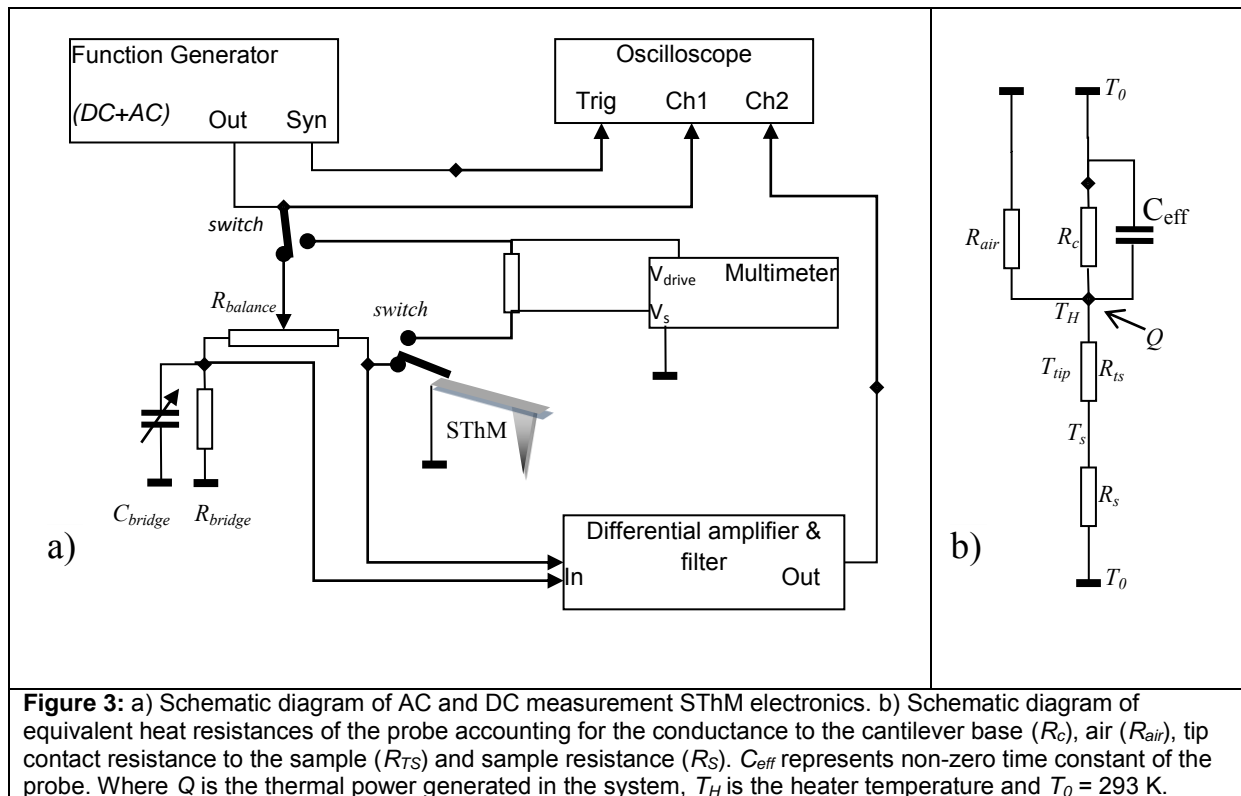 Function Generator
(DC+AC)
Out
Syn
Oscilloscope
Trig
Ch1
Ch2
switch
R_balance
switch
V_drive
Multimeter
V_s
SThM
C_bridge
R_bridge
a)
Differential amplifier &
filter
In
Out
T_0
C_eff
R_air
R_c
T_H
Q
T_tip
R_ts
T_s
R_s
b)
T_0
Figure 3: a) Schematic diagram of AC and DC measurement SThM electronics. b) Schematic diagram of
equivalent heat resistances of the probe accounting for the conductance to the cantilever base (R_c), air (R_air), tip
contact resistance to the sample (R_TS) and sample resistance (R_S). C_eff represents non-zero time constant of the
probe. Where Q is the thermal power generated in the system, T_H is the heater temperature and T_0 = 293 K.